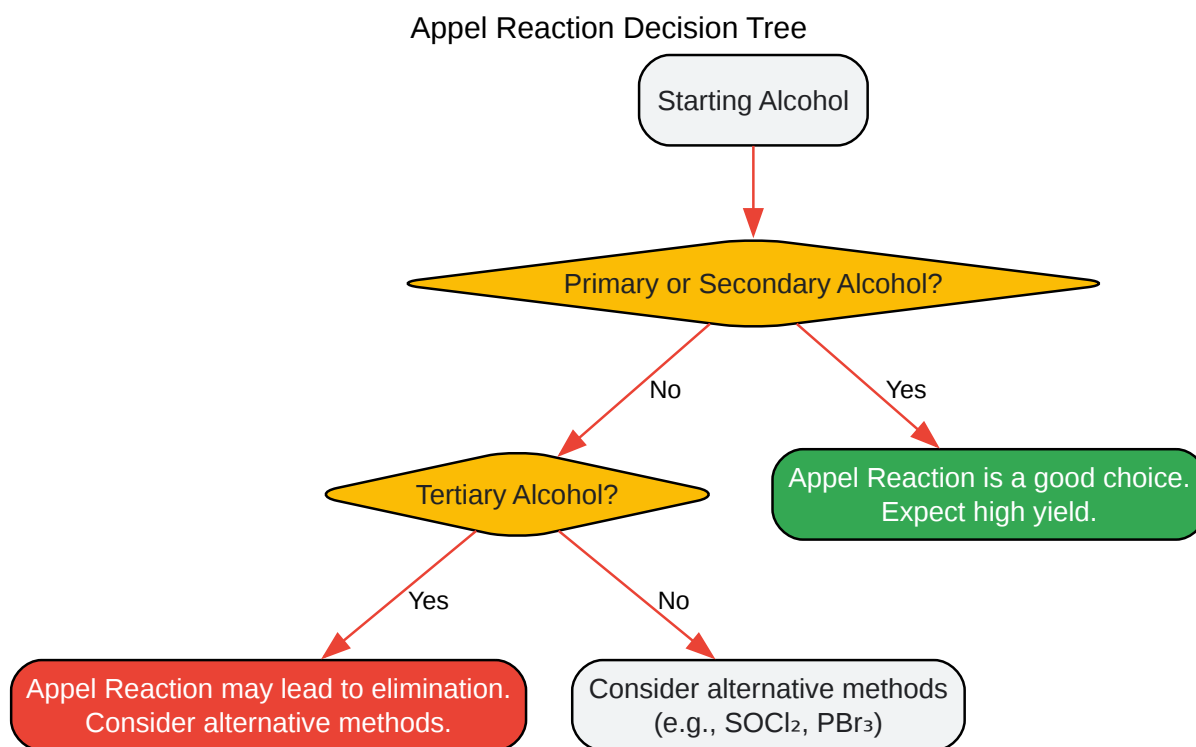 Appel Reaction Decision Tree
Starting Alcohol
Primary or Secondary Alcohol?
No
Yes
Tertiary Alcohol?
Appel Reaction is a good choice.
Expect high yield.
Yes
No
Appel Reaction may lead to elimination.
Consider alternative methods.
Consider alternative methods
(e.g., SOCl₂, PBr₃)